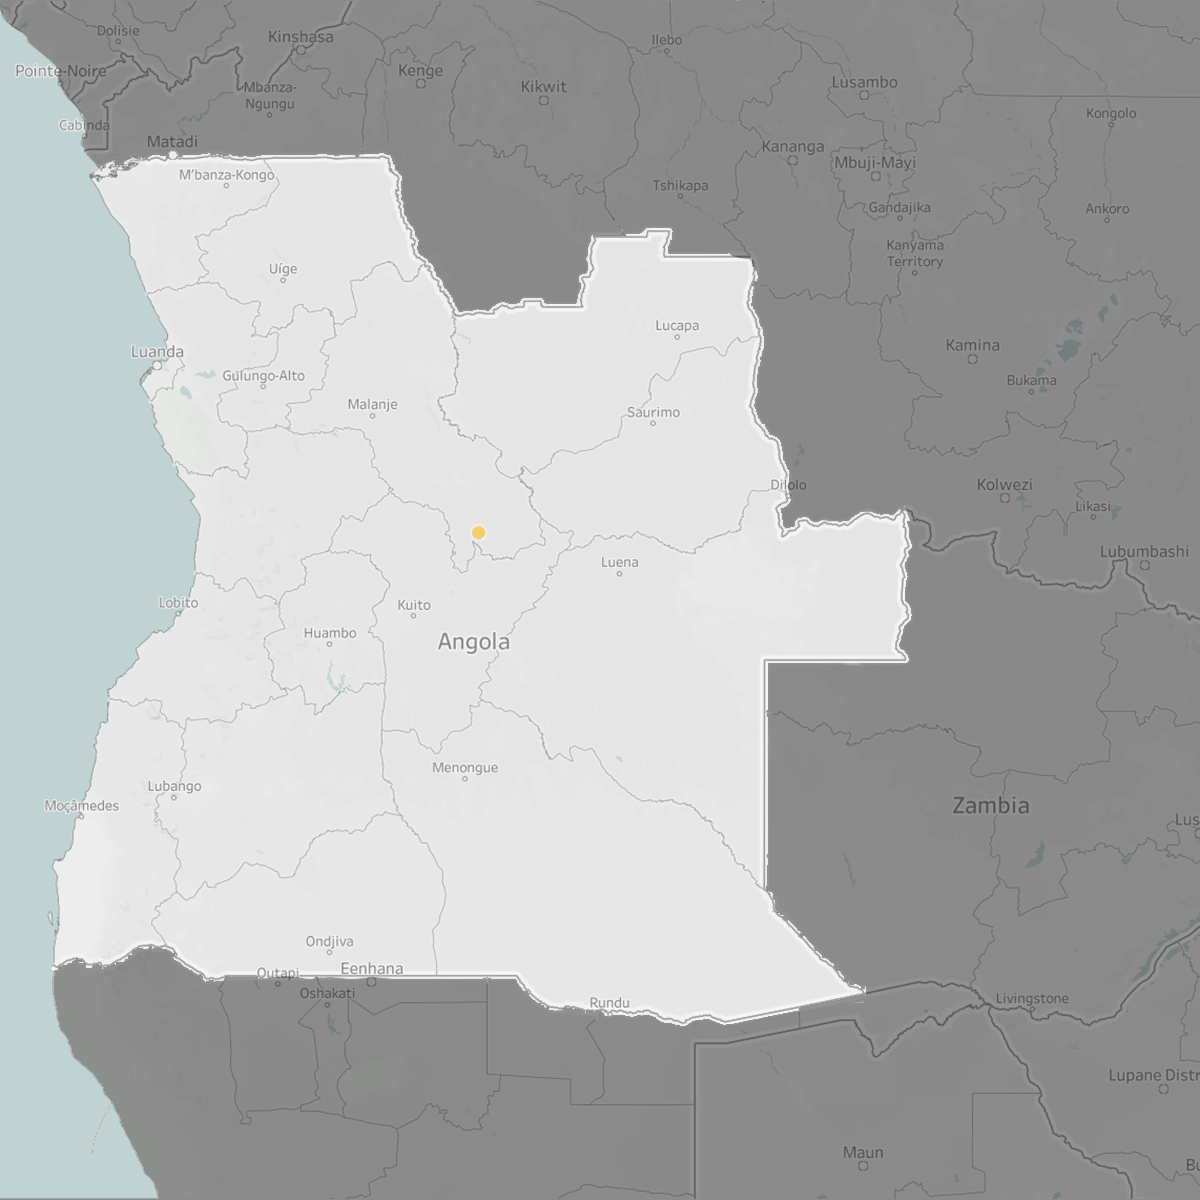 Dolisie
Kinshasa
Ilebo
Pointe-Noire
Kenge
Kikwit
Lusambo
Mbanza-
Ngungu
Kongolo
Cabinda
Matadi
Kananga
Mbuji-Mayi
M'banza-Kongo
Tshikapa
Gandajika
Ankoro
Kanyama
Territory
Uíge
Lucapa
Luanda
Kamina
Gulungo-Alto
Bukama
Malanje
Saurimo
Dilolo
Kolwezi
Likasi
Lubumbashi
Luena
Lobito
Kuito
Huambo
Angola
Menongue
Lubango
Moçâmedes
Zambia
Lus
Ondjiva
Outapi
Eenhana
Oshakati
Rundu
Livingstone
Lupane Distr
Maun
Bu